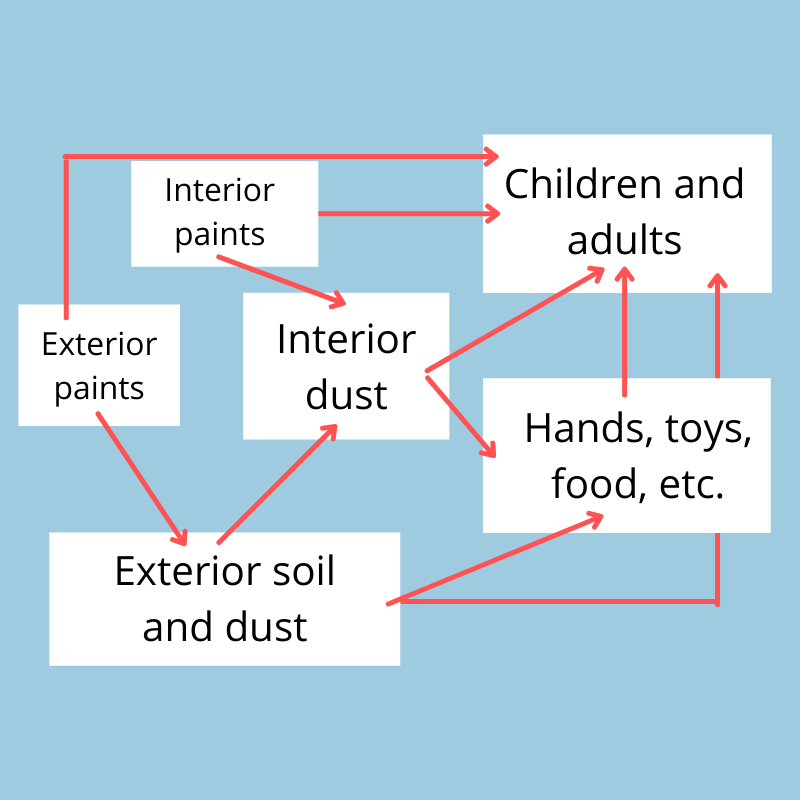 Interior
paints
Children and
adults
Exterior
paints
Interior
dust
Hands, toys,
food, etc.
Exterior soil
and dust